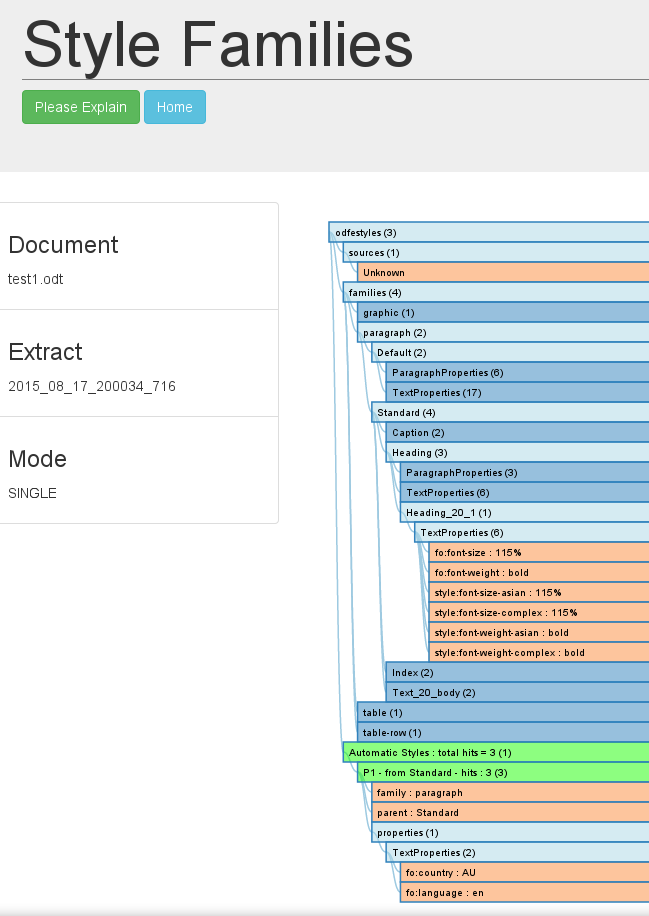 Style Families
Please Explain
Home
Document
test1.odt
Extract
2015_08_17_200034_716
Mode
SINGLE
odfestyles (3)
sources (1)
Unknown
families (4)
graphic (1)
paragraph (2)
Default (2)
ParagraphProperties (6)
TextProperties (17)
Standard (4)
Caption (2)
Heading (3)
ParagraphProperties (3)
TextProperties (6)
Heading_20_1 (1)
TextProperties (6)
fo:font-size : 115%
fo:font-weight : bold
style:font-size-asian : 115%
style:font-size-complex : 115%
style:font-weight-asian : bold
style:font-weight-complex : bold
Index (2)
Text_20_body (2)
table (1)
table-row (1)
Automatic Styles : total hits = 3 (1)
P1 - from Standard - hits : 3 (3)
family : paragraph
parent : Standard
properties (1)
TextProperties (2)
fo:country : AU
fo:language : en